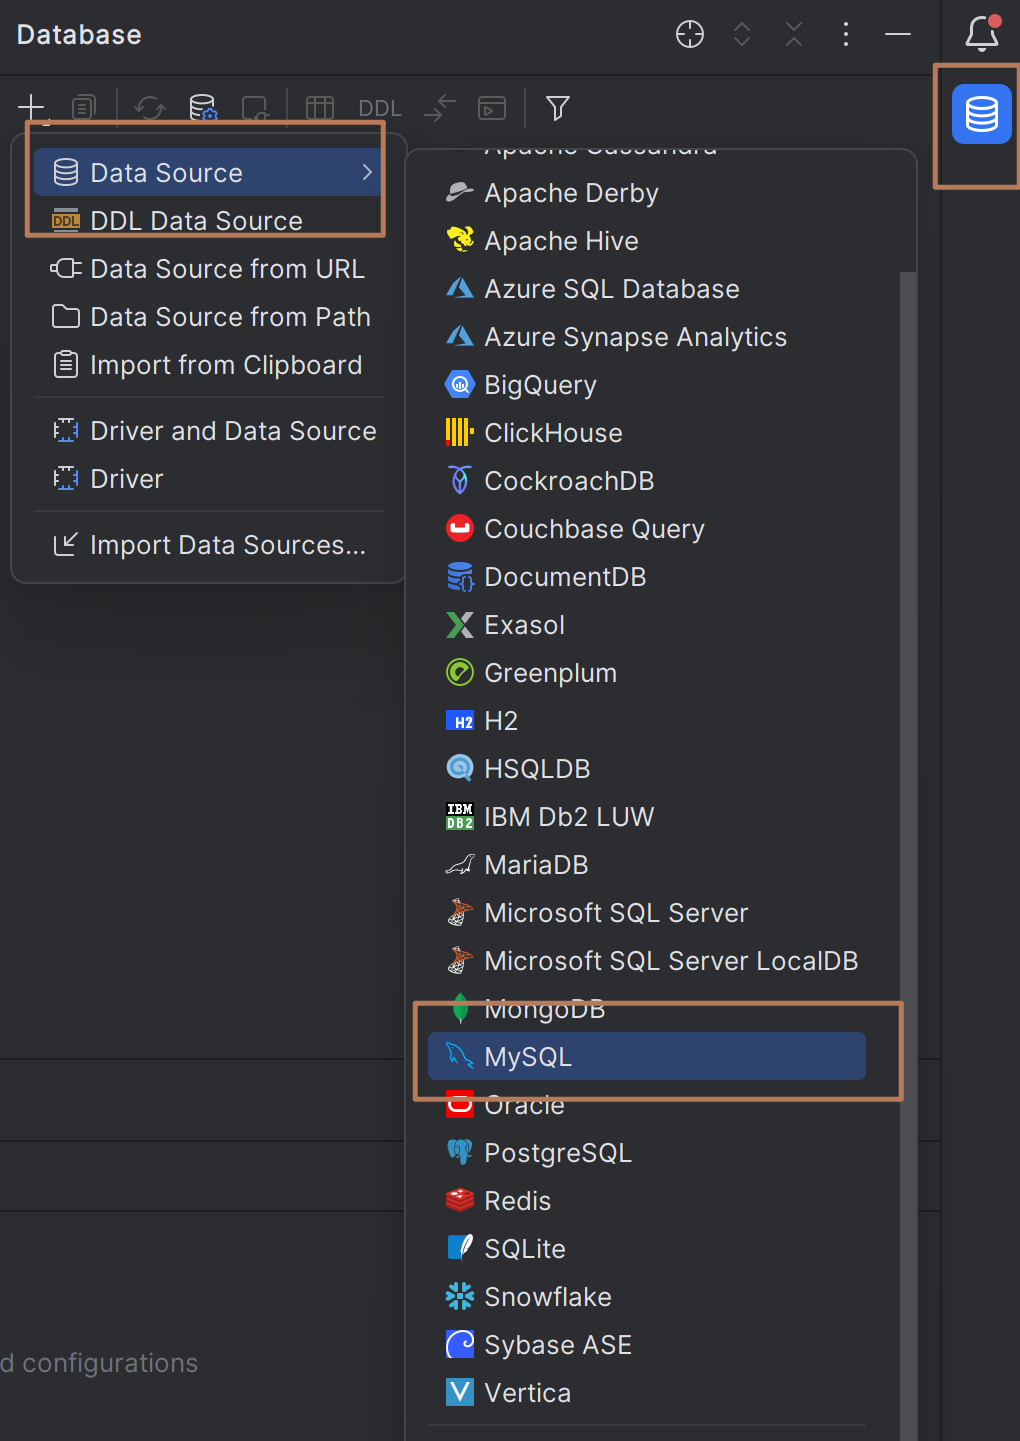 Database
DDL
Data Source
DDL Data Source
Data Source from URL
Data Source from Path
Import from Clipboard
Driver and Data Source
Driver
Import Data Sources...
Apache Cassandra
Apache Derby
Apache Hive
Azure SQL Database
Azure Synapse Analytics
BigQuery
ClickHouse
CockroachDB
Couchbase Query
DocumentDB
Exasol
Greenplum
H2
HSQLDB
IBM Db2 LUW
MariaDB
Microsoft SQL Server
Microsoft SQL Server LocalDB
MongoDB
MySQL
Oracle
PostgreSQL
Redis
SQLite
Snowflake
Sybase ASE
Vertica
d configurations